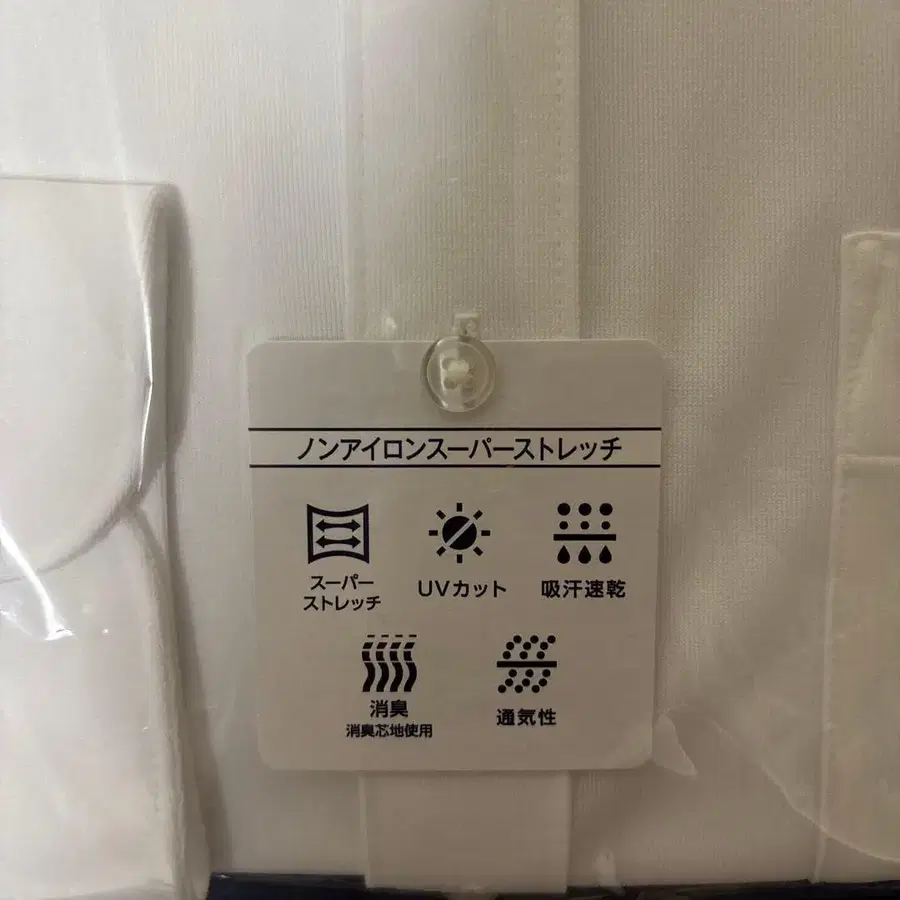 ノンアイロンスーパーストレッチ
スーパー
ストレッチ
UVカット
吸汗速乾
消臭
消臭芯地使用
通気性